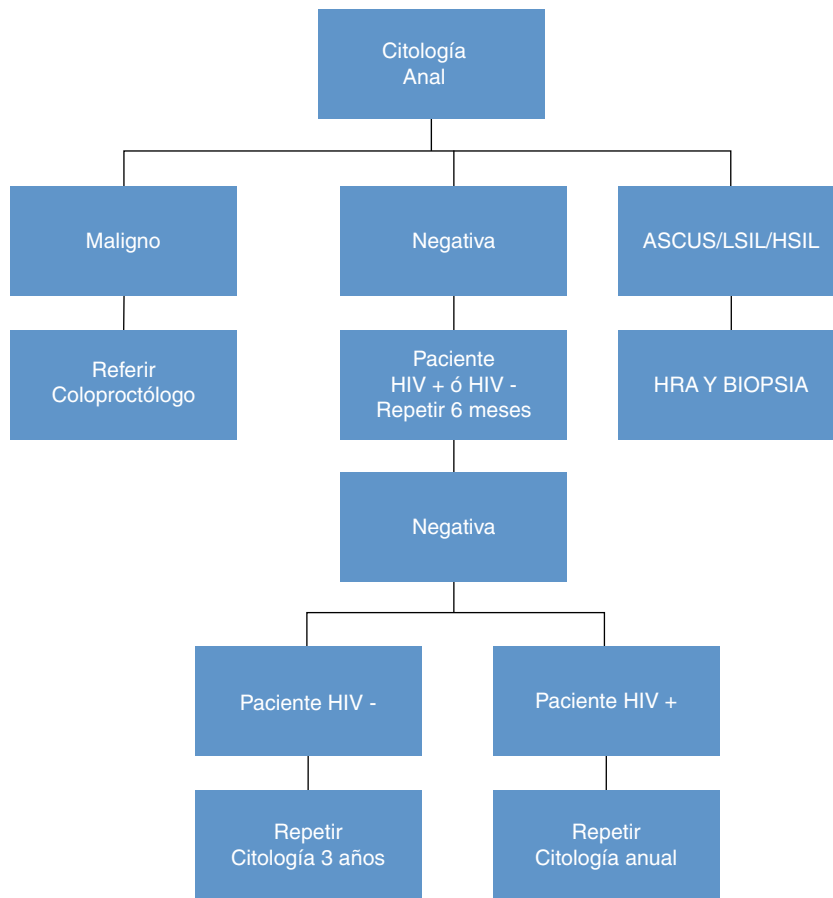 Citología
Anal
Maligno
Negativa
ASCUS/LSIL/HSIL
Referir
Coloproctólogo
Paciente
HIV + ó HIV -
Repetir 6 meses
HRA Y BIOPSIA
Negativa
Paciente HIV -
Paciente HIV +
Repetir
Citología 3 años
Repetir
Citología anual